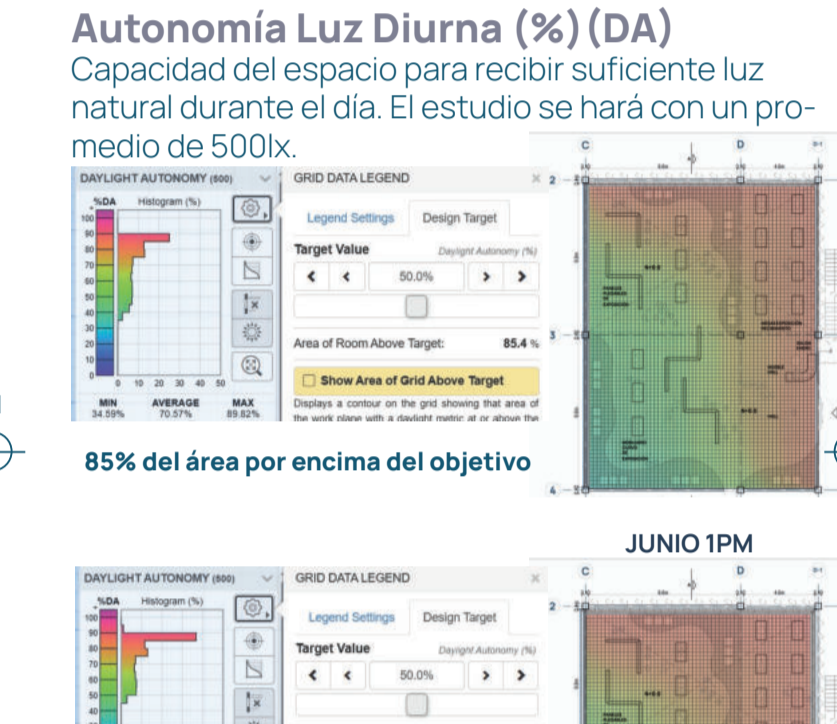 Autonomía Luz Diurna (%) (DA)
Capacidad del espacio para recibir suficiente luz
natural durante el día. El estudio se hará con un pro-
medio de 500lx.
DAYLIGHT AUTONOMY (500)
%DA
Histogram (%)
100
90
80
70
60
50
40
30
20
10
0
0 10 20 30 40 50
MIN AVERAGE MAX
34.59% 70.57% 89.82%
GRID DATA LEGEND
Legend Settings Design Target
Target Value Daylight Autonomy (%)
50.0%
Area of Room Above Target: 85.4 %
Show Area of Grid Above Target
Displays a contour on the grid showing that area of
the work plane with a daylight metric at or above the
C D
2
3
4
85% del área por encima del objetivo
JUNIO 1PM
DAYLIGHT AUTONOMY (500)
%DA
Histogram (%)
100
90
80
70
60
50
40
GRID DATA LEGEND
Legend Settings Design Target
Target Value Daylight Autonomy (%)
50.0%
C D
2